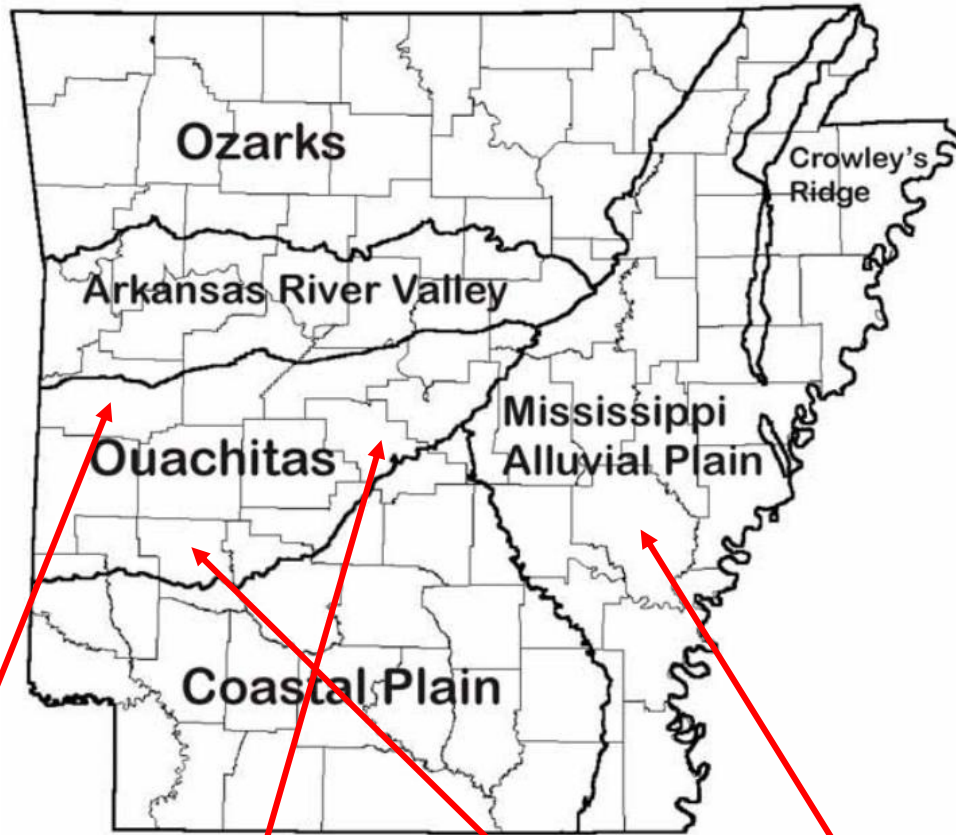 Ozarks
Crowley's
Ridge
Arkansas River Valley
Mississippi
Alluvial Plain
Ouachitas
Coastal Plain